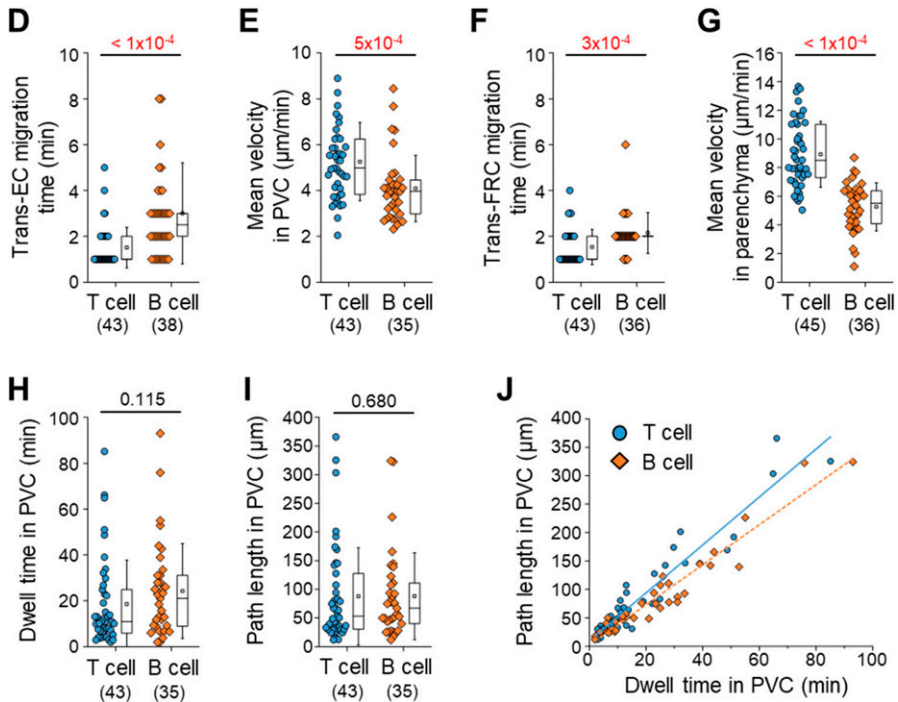 D
< 1x10⁻⁴
Trans-EC migration
time (min)
10
8
6
4
2
0
T cell
B cell
(43)
(38)
E
5x10⁻⁴
Mean velocity
in PVC (µm/min)
10
8
6
4
2
0
T cell
B cell
(43)
(35)
F
3x10⁻⁴
Trans-FRC migration
time (min)
10
8
6
4
2
0
T cell
B cell
(43)
(36)
G
< 1x10⁻⁴
Mean velocity
in parenchyma (µm/min)
16
14
12
10
8
6
4
2
0
T cell
B cell
(45)
(36)
H
0.115
Dwell time in PVC (min)
100
80
60
40
20
0
T cell
B cell
(43)
(35)
I
0.680
Path length in PVC (µm)
400
350
300
250
200
150
100
50
0
T cell
B cell
(43)
(35)
J
T cell
B cell
Path length in PVC (µm)
400
350
300
250
200
150
100
50
0
0
20
40
60
80
100
Dwell time in PVC (min)